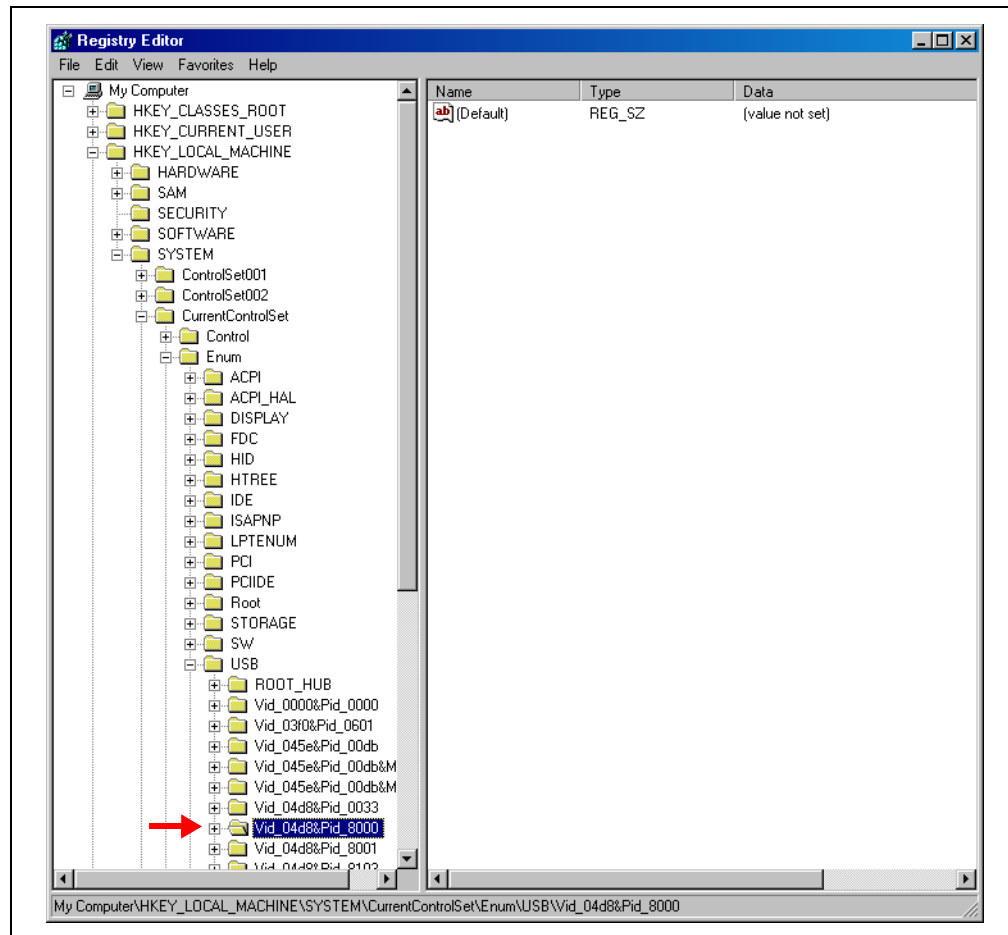 Registry Editor
File Edit View Favorites Help
My Computer
HKEY_CLASSES_ROOT
HKEY_CURRENT_USER
HKEY_LOCAL_MACHINE
HARDWARE
SAM
SECURITY
SOFTWARE
SYSTEM
ControlSet001
ControlSet002
CurrentControlSet
Control
Enum
ACPI
ACPI_HAL
DISPLAY
FDC
HID
HTREE
IDE
ISAPNP
LPTENUM
PCI
PCIIDE
Root
STORAGE
SW
USB
ROOT_HUB
Vid_0000&Pid_0000
Vid_03f0&Pid_0601
Vid_045e&Pid_00db
Vid_045e&Pid_00db&M
Vid_045e&Pid_00db&M
Vid_04d8&Pid_0033
Vid_04d8&Pid_8000
Vid_04d8&Pid_8001
Name Type Data
ab (Default) REG_SZ (value not set)
My Computer\HKEY_LOCAL_MACHINE\SYSTEM\CurrentControlSet\Enum\USB\Vid_04d8&Pid_8000